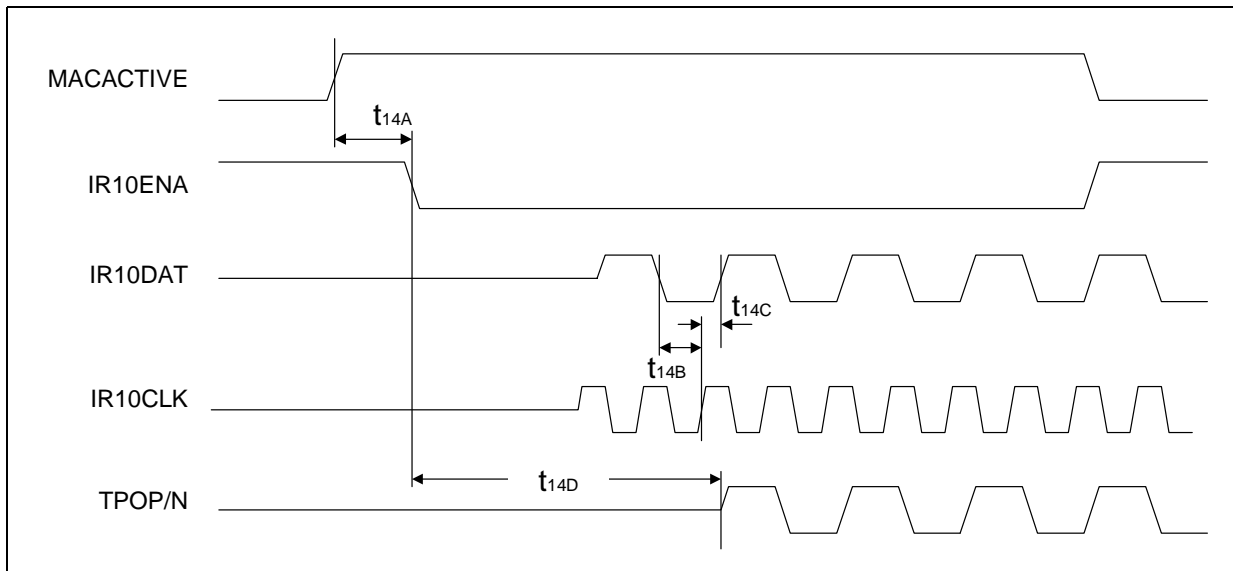 MACACTIVE
t14A
IR10ENA
IR10DAT
t14C
t14B
IR10CLK
t14D
TPOP/N